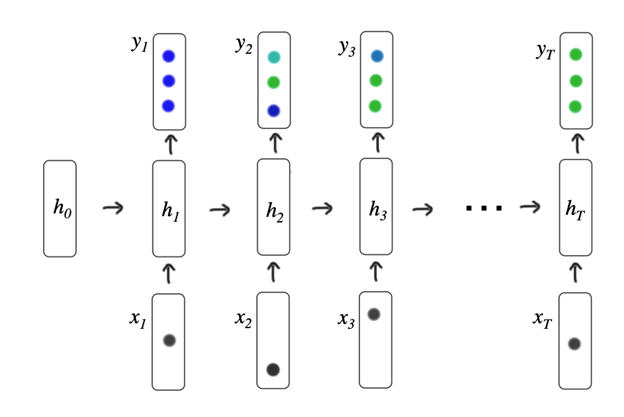 y1 y2 y3 yT
h0 h1 h2 h3 ... hT
x1 x2 x3 xT